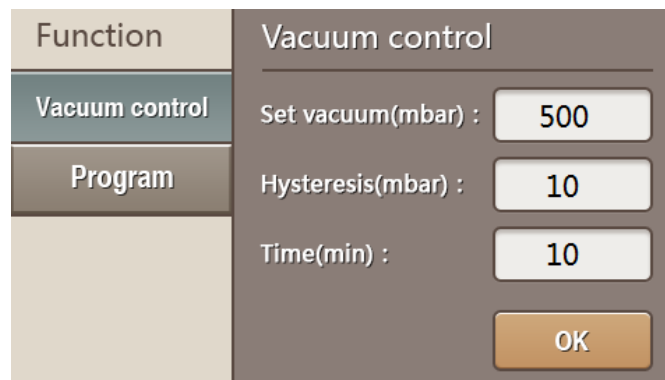 Function
Vacuum control
Program
Vacuum control
Set vacuum(mbar) : 500
Hysteresis(mbar) : 10
Time(min) : 10
OK